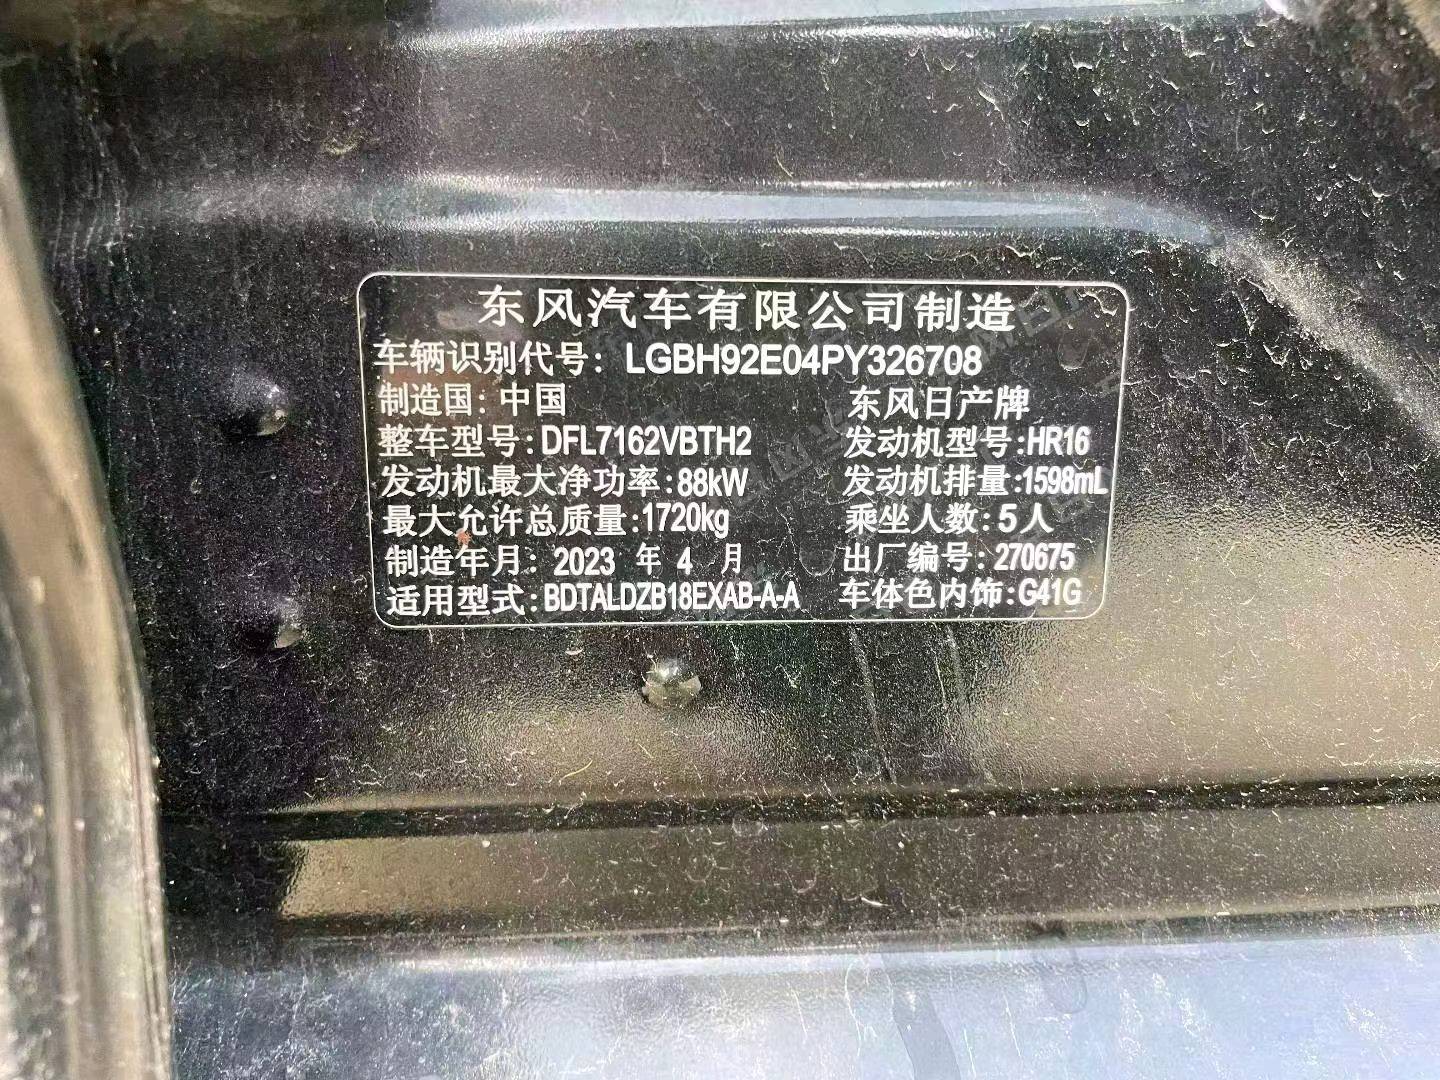 东风汽车有限公司制造
车辆识别代号: LGBH92E04PY326708
制造国: 中国 东风日产牌
整车型号:DFL7162VBTH2 发动机型号:HR16
发动机最大净功率:88kW 发动机排量:1598mL
最大允许总质量:1720kg 乘坐人数:5人
制造年月: 2023 年 4 月 出厂编号: 270675
适用型式:BDTALDZB18EXAB-A-A 车体色内饰:G41G